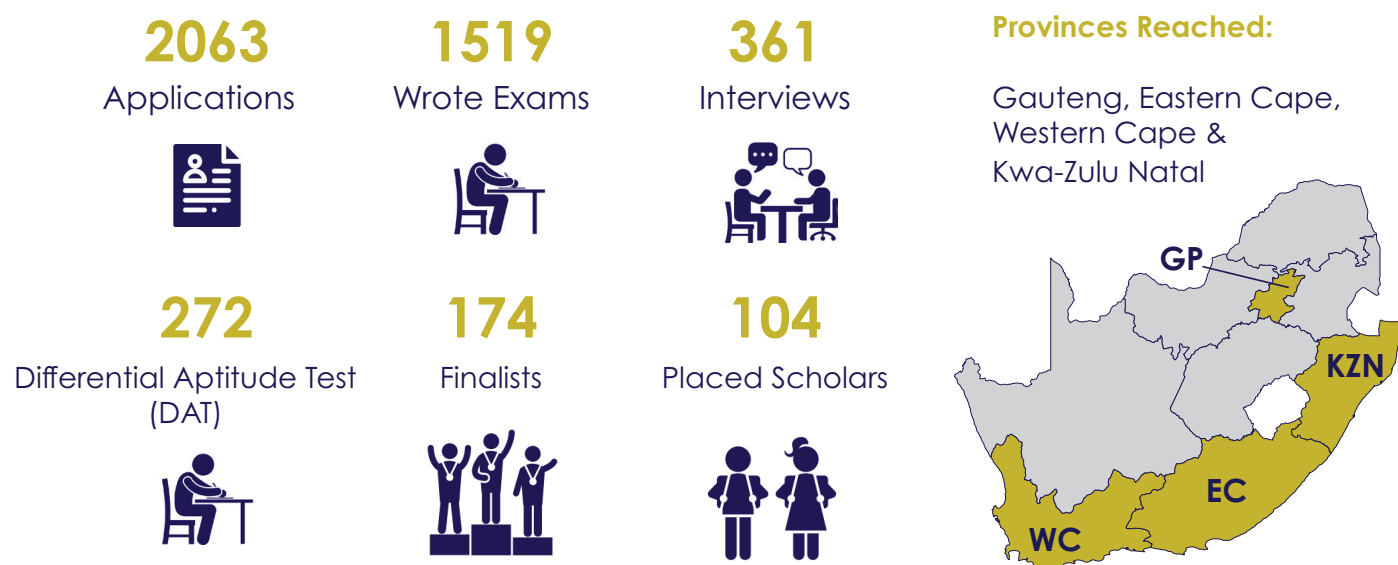 2063
Applications
1519
Wrote Exams
361
Interviews
272
Differential Aptitude Test
(DAT)
174
Finalists
104
Placed Scholars
Provinces Reached:
Gauteng, Eastern Cape,
Western Cape &
Kwa-Zulu Natal
GP
KZN
EC
WC